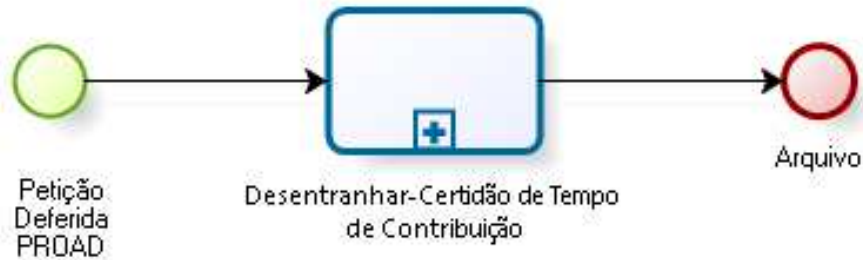 Petição
Deferida
PROAD
Desentranhar-Certidão de Tempo
de Contribuição
Arquivo